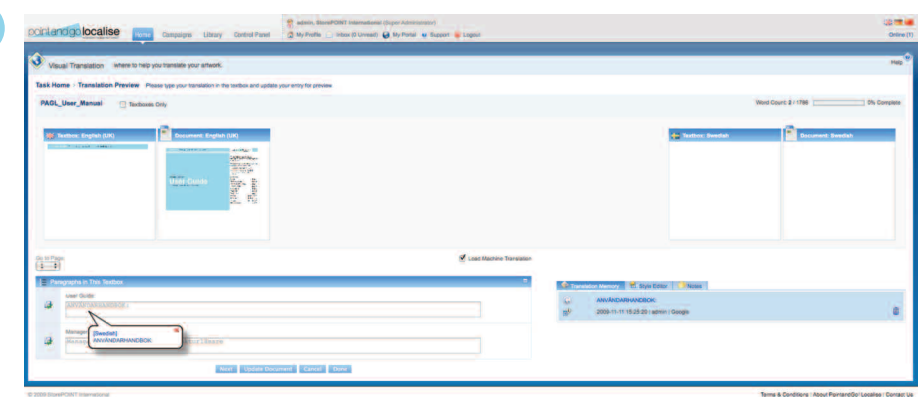 admin, StorePOINT International (Super Administrator)
pointandgo localise Home Campaigns Library Control Panel My Profile Inbox (0 Unread) My Portal Support Logout Online (1)
3 Visual Translation where to help you translate your artwork. Help
Task Home Translation Preview Please type your translation in the textbox and update your entry for preview
PAGL_User_Manual Textboxes Only Word Count: 2 / 1786 0% Complete
Textbox: English (UK) Document: English (UK) Textbox: Swedish Document: Swedish
User Guide
Go to Page:
1
Load Machine Translation
Paragraphs in This Textbox
Translation Memory Style Editor Notes
user Guide:
ANVÄNDARHANDBOK:
ANVÄNDARHANDBOK:
2009-11-11 15:25:20 / admin / Google
[Swedish]
ANVÄNDARHANDBOK:
Next Update Document Cancel Done
© 2009 StorePOINT International
Terms & Conditions | About PointandGo Localise | Contact Us